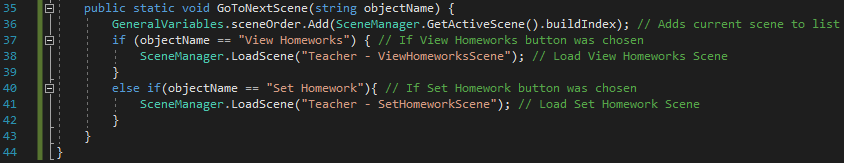 35 public static void GoToNextScene(string objectName) {
36 GeneralVariables.sceneOrder.Add(SceneManager.GetActiveScene().buildIndex); // Adds current scene to list
37 if (objectName == "View Homeworks") { // If View Homeworks button was chosen
38 SceneManager.LoadScene("Teacher - ViewHomeworksScene"); // Load View Homeworks Scene
39 }
40 else if(objectName == "Set Homework"){ // If Set Homework button was chosen
41 SceneManager.LoadScene("Teacher - SetHomeworkScene"); // Load Set Homework Scene
42 }
43 }
44 }